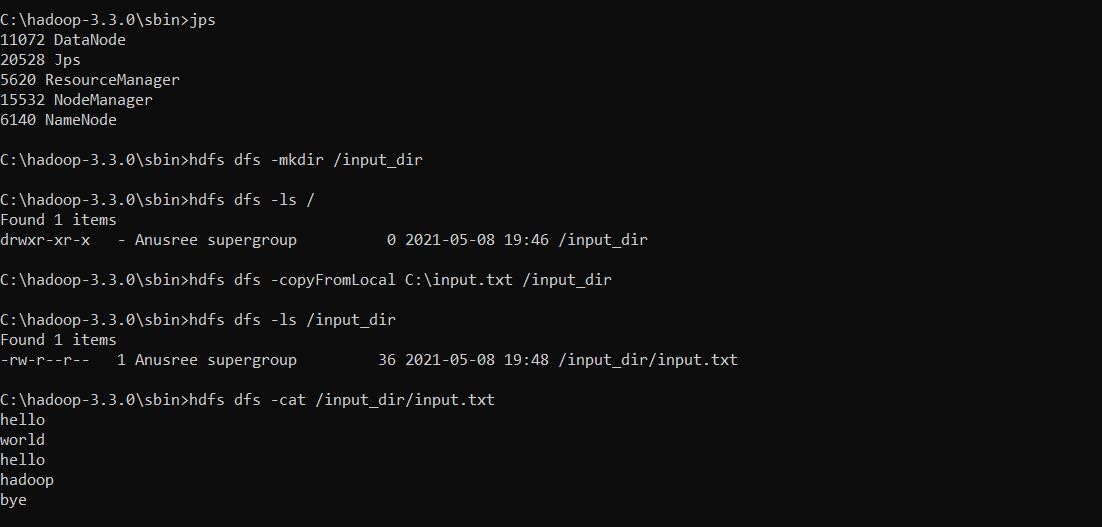 C:\hadoop-3.3.0\sbin>jps
11072 DataNode
20528 Jps
5620 ResourceManager
15532 NodeManager
6140 NameNode
C:\hadoop-3.3.0\sbin>hdfs dfs -mkdir /input_dir
C:\hadoop-3.3.0\sbin>hdfs dfs -ls /
Found 1 items
drwxr-xr-x   - Anusree supergroup          0 2021-05-08 19:46 /input_dir
C:\hadoop-3.3.0\sbin>hdfs dfs -copyFromLocal C:\input.txt /input_dir
C:\hadoop-3.3.0\sbin>hdfs dfs -ls /input_dir
Found 1 items
-rw-r--r--   1 Anusree supergroup         36 2021-05-08 19:48 /input_dir/input.txt
C:\hadoop-3.3.0\sbin>hdfs dfs -cat /input_dir/input.txt
hello
world
hello
hadoop
bye